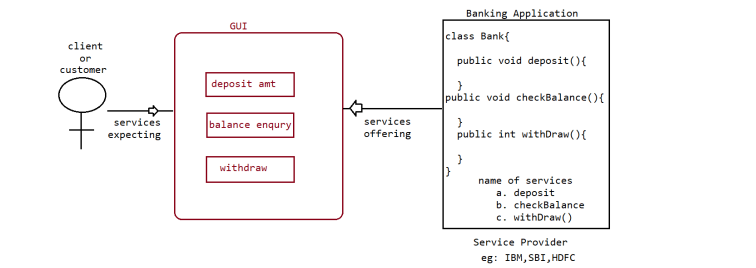 client
or
customer
services
expecting
GUI
deposit amt
balance enqury
withdraw
services
offering
Banking Application
class Bank{
public void deposit(){
}
public void checkBalance(){
}
public int withDraw(){
}
}
name of services
a. deposit
b. checkBalance
c. withDraw()
Service Provider
eg: IBM,SBI,HDFC